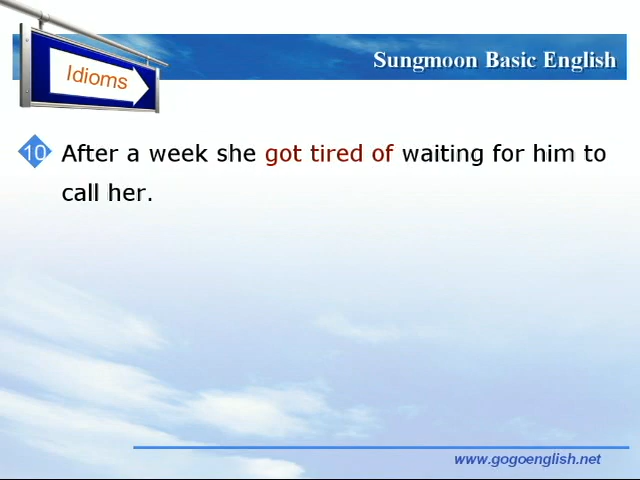 Idioms
Sungmoon Basic English
10 After a week she got tired of waiting for him to
call her.
www.gogoenglish.net